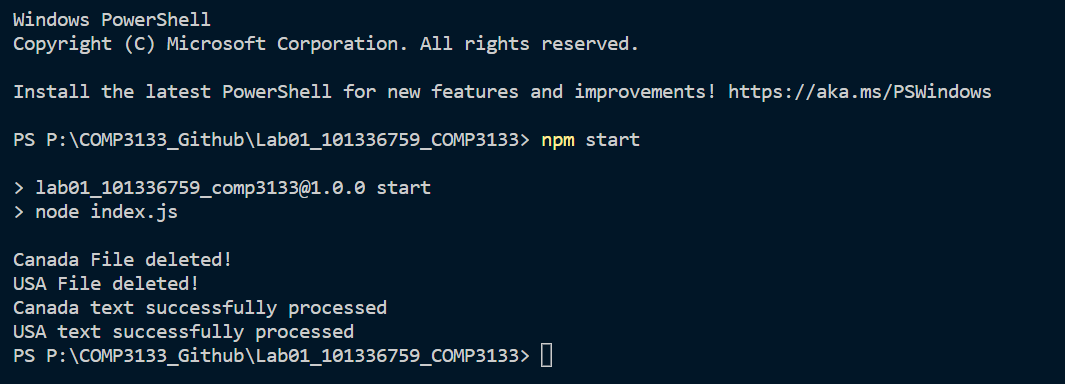 Windows PowerShell
Copyright (C) Microsoft Corporation. All rights reserved.
Install the latest PowerShell for new features and improvements! https://aka.ms/PSWindows
PS P:\COMP3133_Github\Lab01_101336759_COMP3133> npm start
> lab01_101336759_comp3133@1.0.0 start
> node index.js
Canada File deleted!
USA File deleted!
Canada text successfully processed
USA text successfully processed
PS P:\COMP3133_Github\Lab01_101336759_COMP3133>